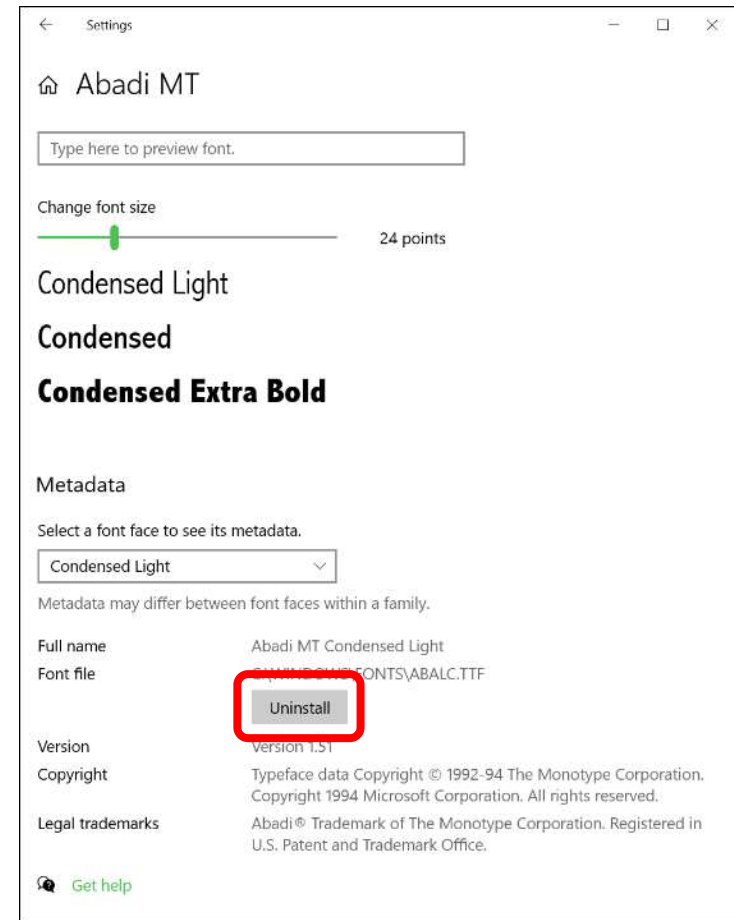 Settings
Abadi MT
Type here to preview font.
Change font size
24 points
Condensed Light
Condensed
Condensed Extra Bold
Metadata
Select a font face to see its metadata.
Condensed Light
Metadata may differ between font faces within a family.
Full name Abadi MT Condensed Light
Font file C:\WINDOWS\FONTS\ABALC.TTF
Uninstall
Version Version 1.51
Copyright Typeface data Copyright © 1992-94 The Monotype Corporation.
Copyright 1994 Microsoft Corporation. All rights reserved.
Legal trademarks Abadi® Trademark of The Monotype Corporation. Registered in
U.S. Patent and Trademark Office.
Get help